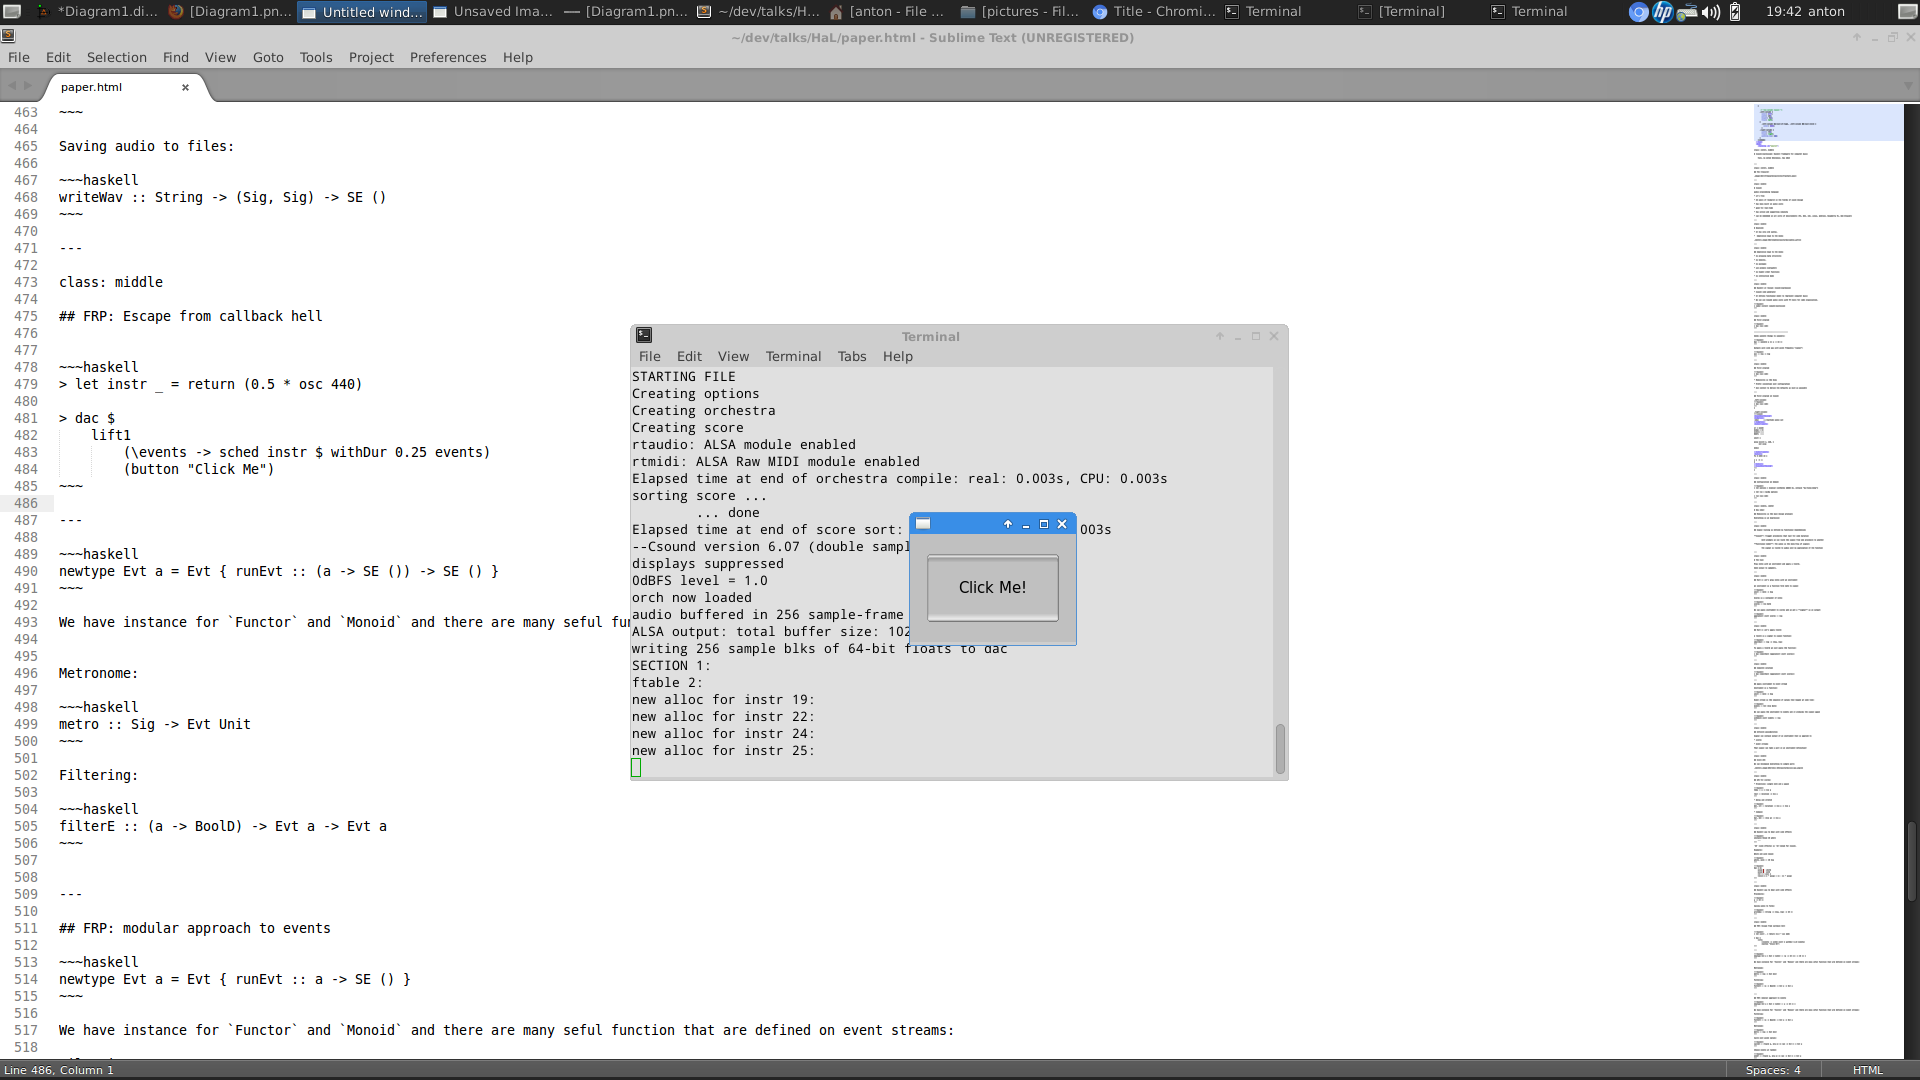 *Diagram1.di... [Diagram1.pn... Untitled wind... Unsaved Ima... [Diagram1.pn... ~/dev/talks/H... [anton - File ... [pictures - Fil... Title - Chromi... Terminal [Terminal] Terminal 19:42 anton
~/dev/talks/HaL/paper.html - Sublime Text (UNREGISTERED)
File Edit Selection Find View Goto Tools Project Preferences Help
paper.html
463 ~~~
464
465 Saving audio to files:
466
467 ~~~haskell
468 writeWav :: String -> (Sig, Sig) -> SE ()
469 ~~~
470
471 ---
472
473 class: middle
474
475 ## FRP: Escape from callback hell
476
477
478 ~~~haskell
479 > let instr _ = return (0.5 * osc 440)
480
481 > dac $
482 lift1
483 (\events -> sched instr $ withDur 0.25 events)
484 (button "Click Me")
485 ~~~
486
487 ---
488
489 ~~~haskell
490 newtype Evt a = Evt { runEvt :: (a -> SE ()) -> SE () }
491 ~~~
492
493 We have instance for `Functor` and `Monoid` and there are many seful fu
494
495
496 Metronome:
497
498 ~~~haskell
499 metro :: Sig -> Evt Unit
500 ~~~
501
502 Filtering:
503
504 ~~~haskell
505 filterE :: (a -> BoolD) -> Evt a -> Evt a
506 ~~~
507
508
509 ---
510
511 ## FRP: modular approach to events
512
513 ~~~haskell
514 newtype Evt a = Evt { runEvt :: a -> SE () }
515 ~~~
516
517 We have instance for `Functor` and `Monoid` and there are many seful function that are defined on event streams:
518
Terminal
File Edit View Terminal Tabs Help
STARTING FILE
Creating options
Creating orchestra
Creating score
rtaudio: ALSA module enabled
rtmidi: ALSA Raw MIDI module enabled
Elapsed time at end of orchestra compile: real: 0.003s, CPU: 0.003s
sorting score ...
... done
Elapsed time at end of score sort: 003s
--Csound version 6.07 (double sampl
displays suppressed
0dBFS level = 1.0
orch now loaded
audio buffered in 256 sample-frame
ALSA output: total buffer size: 102
writing 256 sample blks of 64-bit floats to dac
SECTION 1:
ftable 2:
new alloc for instr 19:
new alloc for instr 22:
new alloc for instr 24:
new alloc for instr 25:
Click Me!
Line 486, Column 1 Spaces: 4 HTML